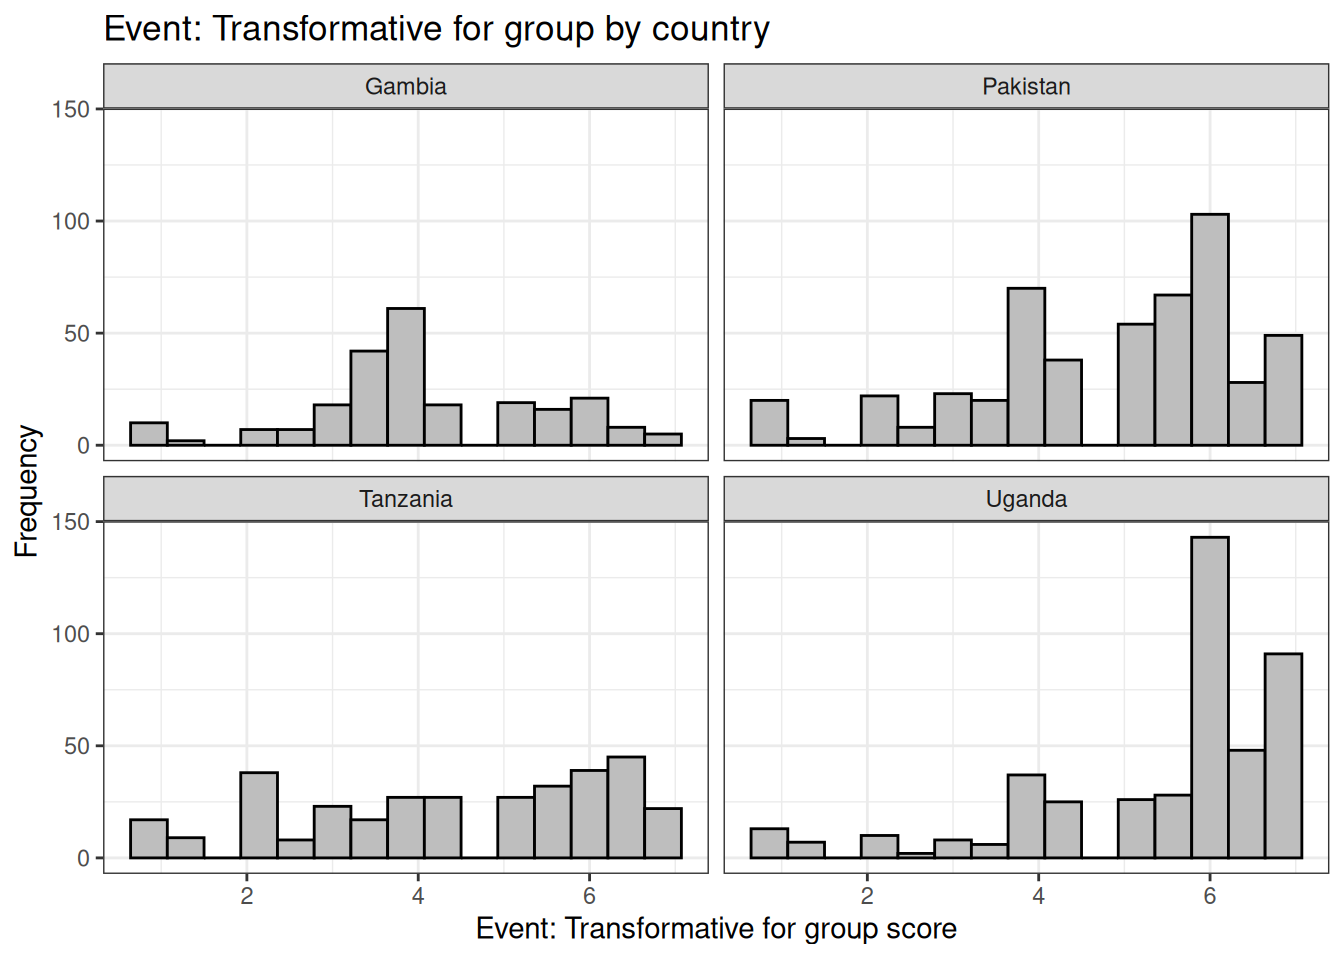 Event: Transformative for group by country
Gambia
Pakistan
150
100
50
0
Tanzania
Uganda
150
100
50
0
Frequency
2
4
6
2
4
6
Event: Transformative for group score